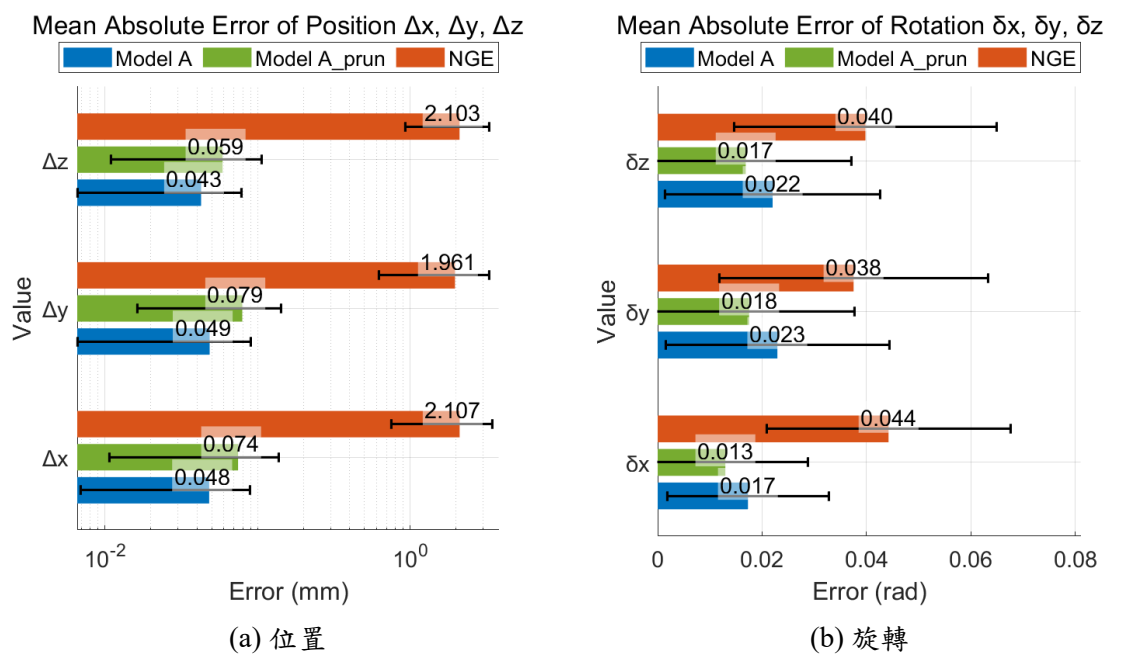 Mean Absolute Error of Position Δx, Δy, Δz
Model A Model A_prun NGE
2.103
Δz
0.059
0.043
1.961
Δy
0.079
0.049
2.107
Δx
0.074
0.048
Value
10⁻² 10⁰
Error (mm)
(a) 位置
Mean Absolute Error of Rotation δx, δy, δz
Model A Model A_prun NGE
0.040
δz
0.017
0.022
0.038
δy
0.018
0.023
0.044
δx
0.013
0.017
Value
0 0.02 0.04 0.06 0.08
Error (rad)
(b) 旋轉